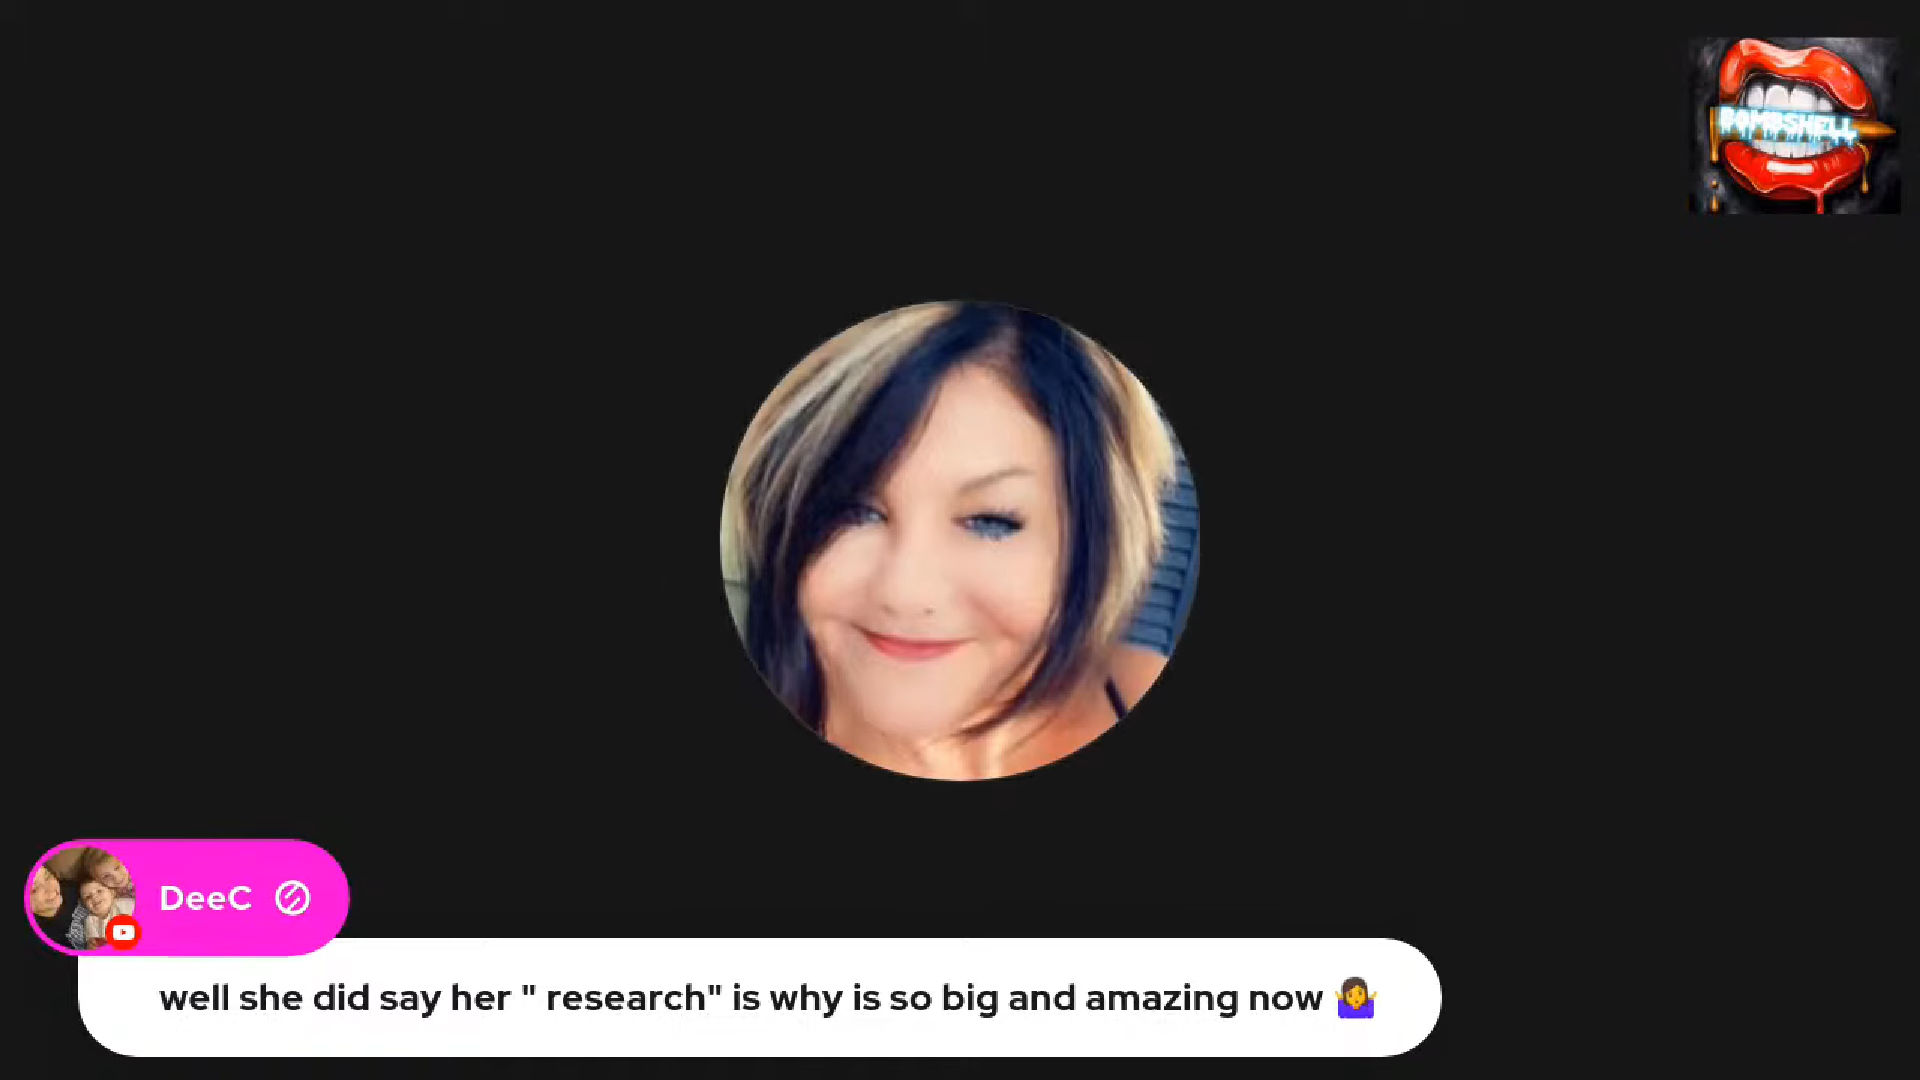 BOMBSHELL
DeeC
well she did say her " research" is why is so big and amazing now 🤷‍♀️